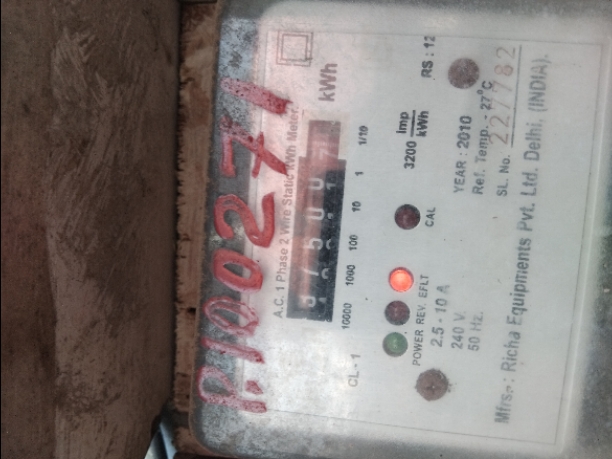 P.10027 1
A.C. 1 Phase 2 Wire Static kWh Meter
kWh
10000 1000 100 10 1 1/10
CL - 1
3200 Imp
kWh
RS : 12
POWER REV. EFLT CAL
2.5 - 10 A
240 V.
50 Hz.
YEAR : 2010
Ref. Temp. - 27°C
SL. No.
Mfrs. : Richa Equipments Pvt. Ltd. Delhi, (INDIA).